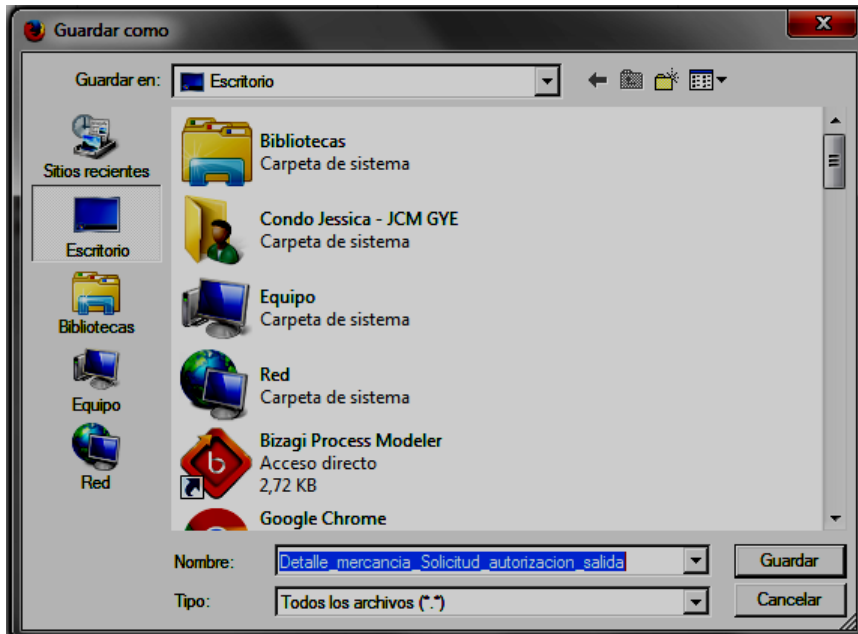 Guardar como
Guardar en:
Escritorio
Sitios recientes
Escritorio
Bibliotecas
Equipo
Red
Bibliotecas
Carpeta de sistema
Condo Jessica - JCM GYE
Carpeta de sistema
Equipo
Carpeta de sistema
Red
Carpeta de sistema
Bizagi Process Modeler
Acceso directo
2,72 KB
Google Chrome
Nombre:
Detalle_mercancia_Solicitud_autorizacion_salida
Guardar
Tipo:
Todos los archivos (*.*)
Cancelar